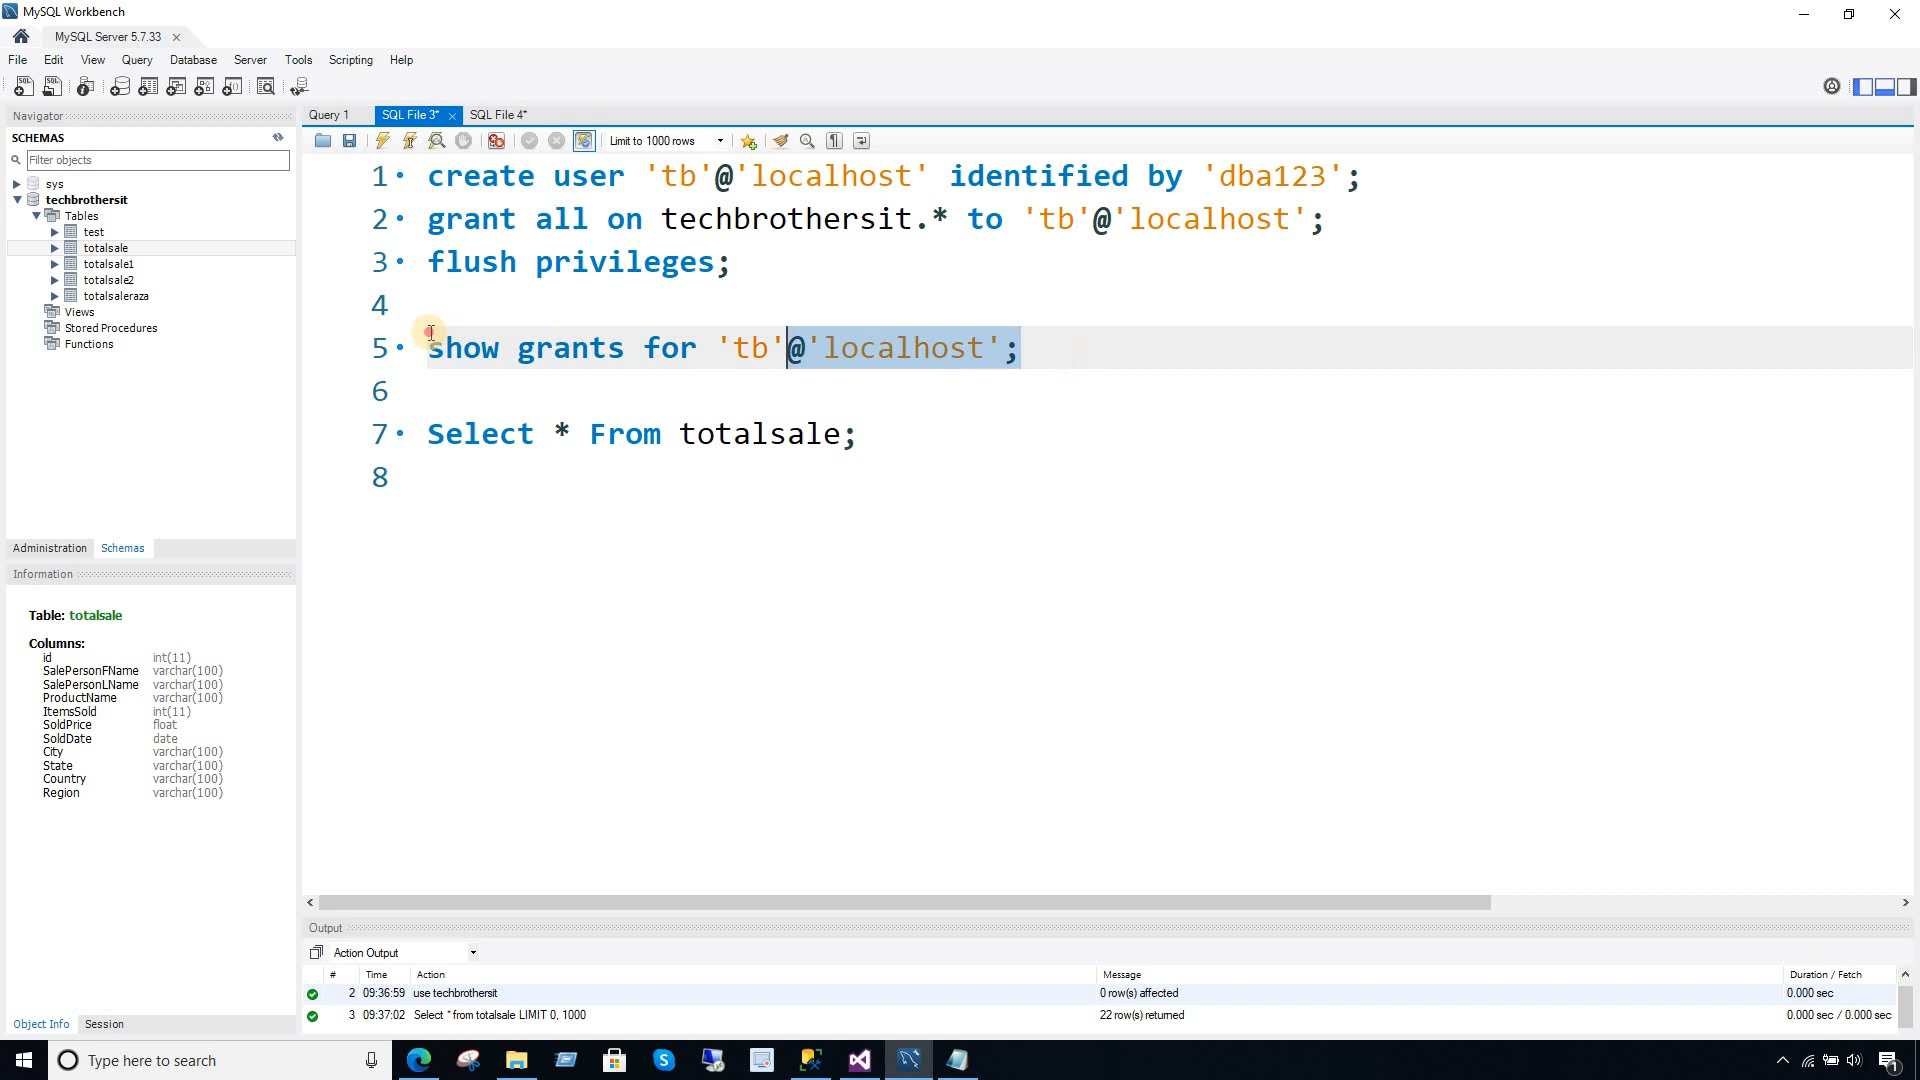 MySQL Workbench
MySQL Server 5.7.33
File Edit View Query Database Server Tools Scripting Help
Navigator
SCHEMAS
Filter objects
sys
techbrothersit
Tables
test
totalsale
totalsale1
totalsale2
totalsaleraza
Views
Stored Procedures
Functions
Administration Schemas
Information
Table: totalsale
Columns:
id int(11)
SalePersonFName varchar(100)
SalePersonLName varchar(100)
ProductName varchar(100)
ItemsSold int(11)
SoldPrice float
SoldDate date
City varchar(100)
State varchar(100)
Country varchar(100)
Region varchar(100)
Object Info Session
Query 1 SQL File 3* SQL File 4*
Limit to 1000 rows
1 create user 'tb'@'localhost' identified by 'dba123';
2 grant all on techbrothersit.* to 'tb'@'localhost';
3 flush privileges;
4
5 show grants for 'tb'@'localhost';
6
7 Select * From totalsale;
8
Output
Action Output
# Time Action Message Duration / Fetch
2 09:36:59 use techbrothersit 0 row(s) affected 0.000 sec
3 09:37:02 Select * from totalsale LIMIT 0, 1000 22 row(s) returned 0.000 sec / 0.000 sec
Type here to search
1